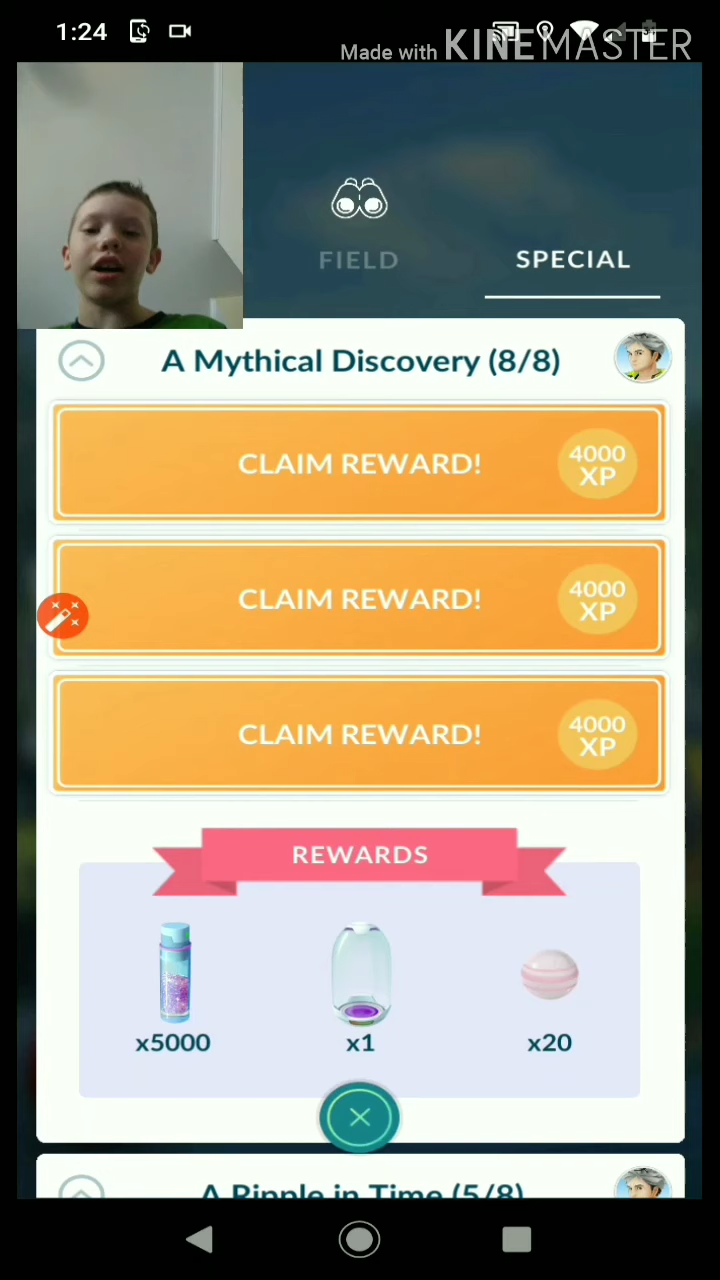 1:24
Made with KINEMASTER
FIELD
SPECIAL
A Mythical Discovery (8/8)
CLAIM REWARD!
4000
XP
CLAIM REWARD!
4000
XP
CLAIM REWARD!
4000
XP
REWARDS
x5000
x1
x20
A Ripple in Time (5/8)